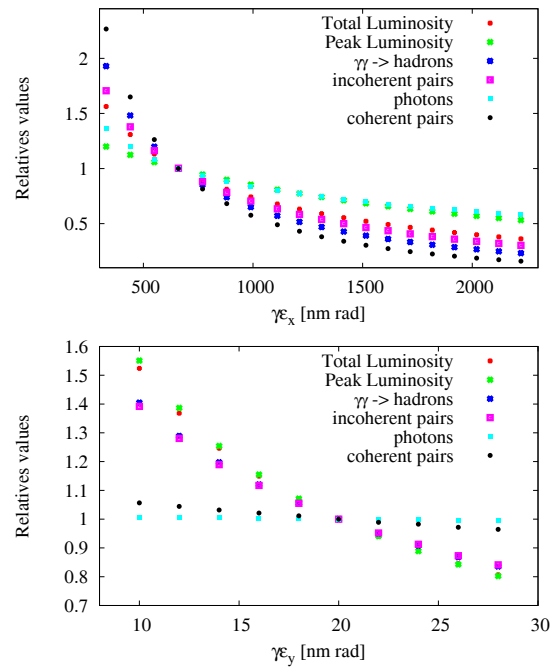 Total Luminosity
Peak Luminosity
γγ -> hadrons
incoherent pairs
photons
coherent pairs
2
1.5
1
0.5
Relatives values
500 1000 1500 2000
γε_x [nm rad]
Total Luminosity
Peak Luminosity
γγ -> hadrons
incoherent pairs
photons
coherent pairs
1.6
1.5
1.4
1.3
1.2
1.1
1.0
0.9
0.8
0.7
Relatives values
10 15 20 25 30
γε_y [nm rad]